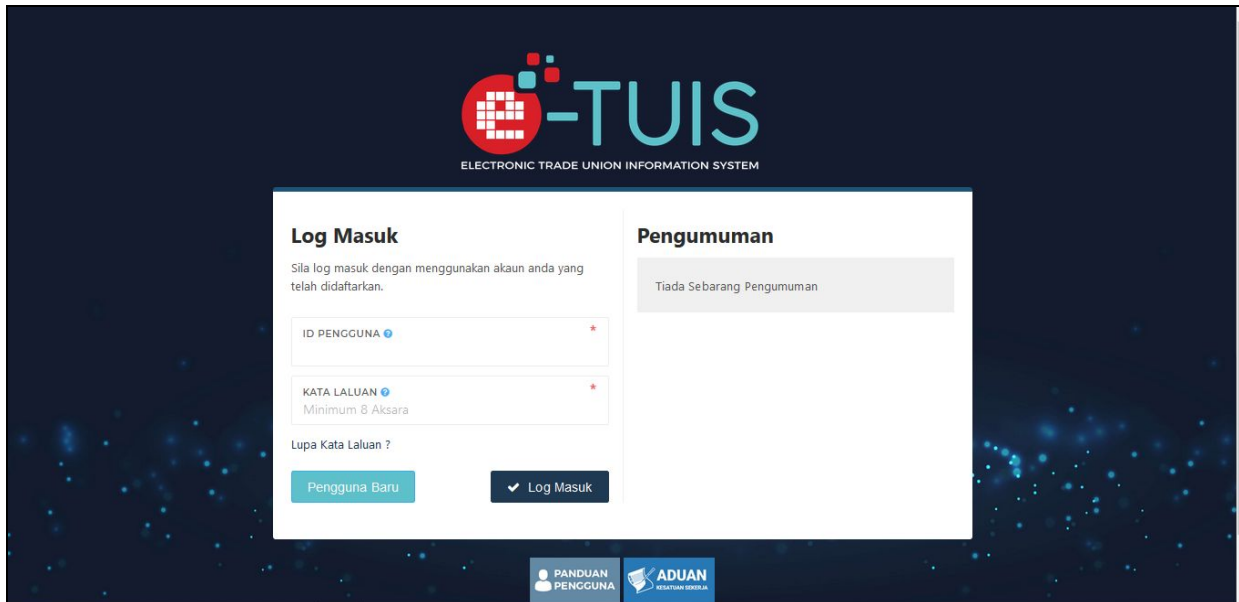 e-TUIS
ELECTRONIC TRADE UNION INFORMATION SYSTEM
Log Masuk
Sila log masuk dengan menggunakan akaun anda yang
telah didaftarkan.
ID PENGGUNA ? *
KATA LALUAN ? *
Minimum 8 Aksara
Lupa Kata Laluan ?
Pengguna Baru
Log Masuk
Pengumuman
Tiada Sebarang Pengumuman
PANDUAN
PENGGUNA
ADUAN
KESATUAN SEKERJA